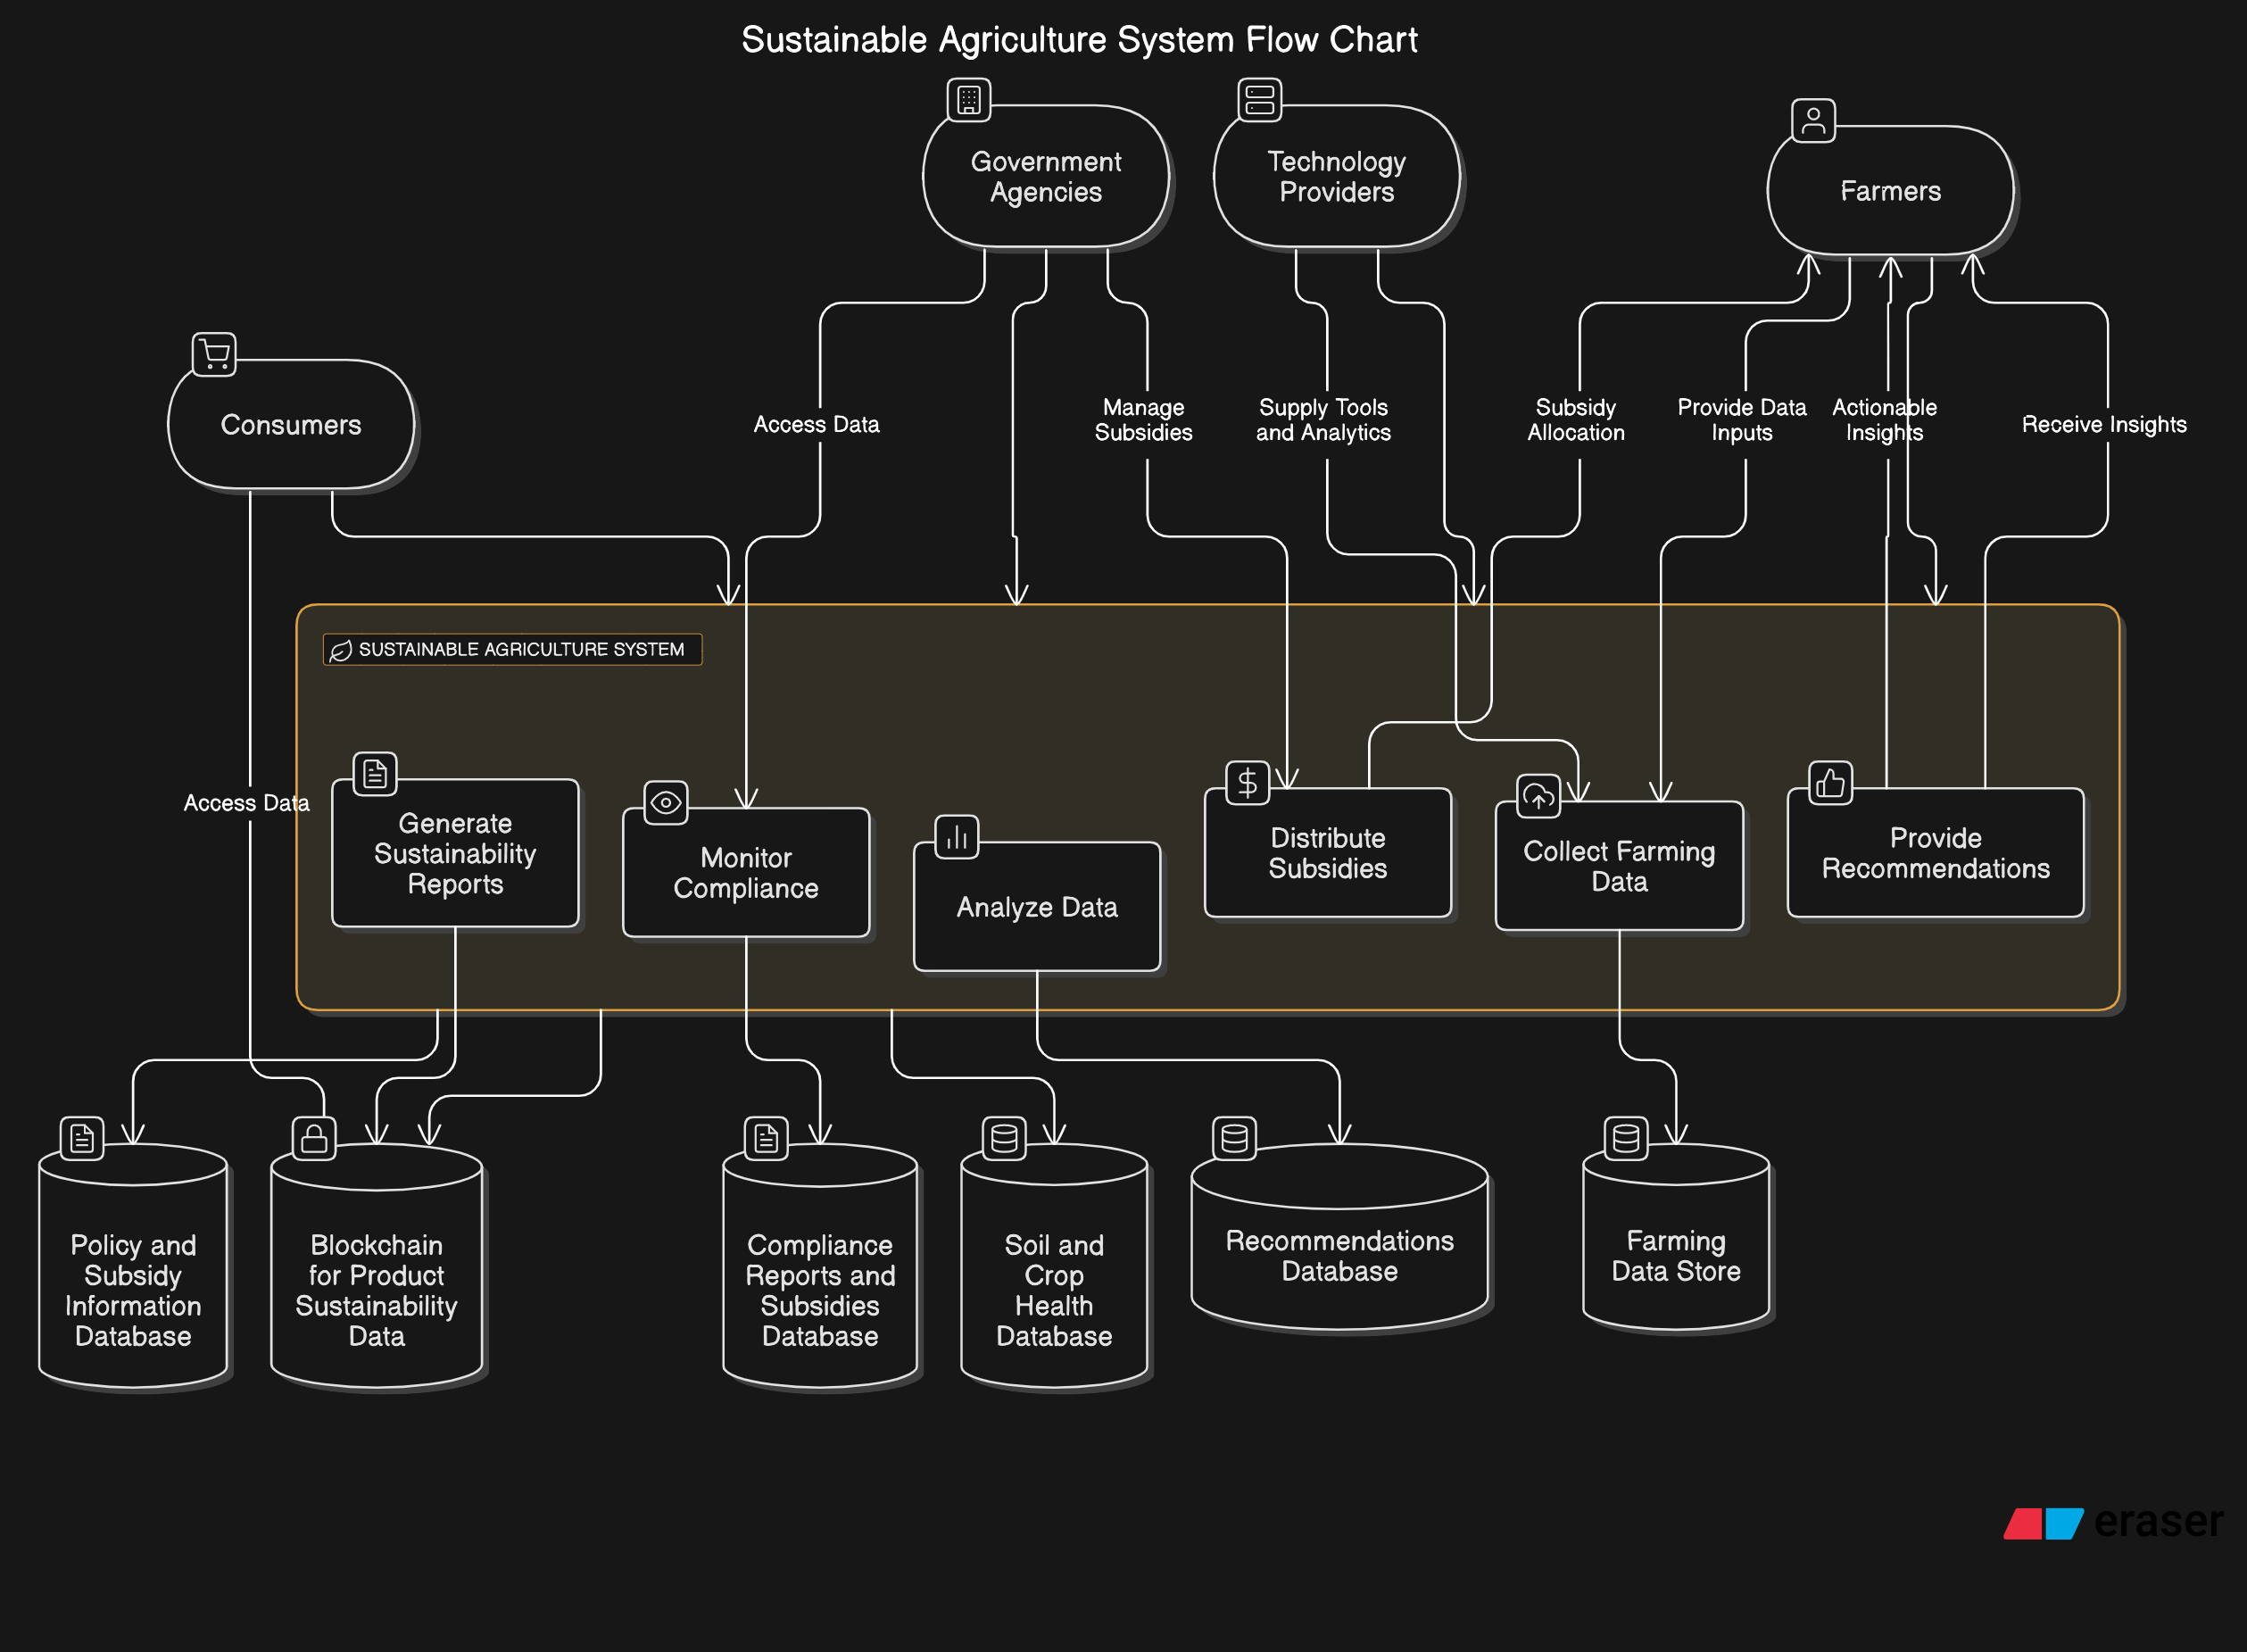 Sustainable Agriculture System Flow Chart
Government
Agencies
Technology
Providers
Farmers
Consumers
Access Data
Manage
Subsidies
Supply Tools
and Analytics
Subsidy
Allocation
Provide Data
Inputs
Actionable
Insights
Receive Insights
SUSTAINABLE AGRICULTURE SYSTEM
Access Data
Generate
Sustainability
Reports
Monitor
Compliance
Analyze Data
Distribute
Subsidies
Collect Farming
Data
Provide
Recommendations
Policy and
Subsidy
Information
Database
Blockchain
for Product
Sustainability
Data
Compliance
Reports and
Subsidies
Database
Soil and
Crop
Health
Database
Recommendations
Database
Farming
Data Store
eraser